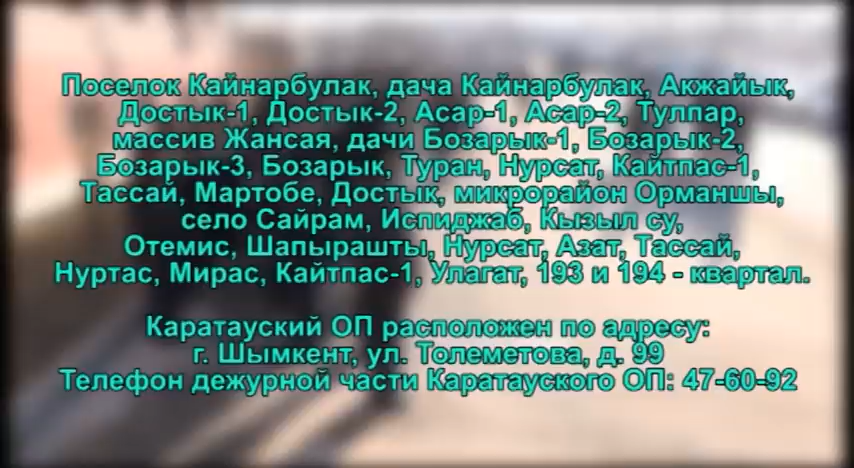 Поселок Кайнарбулак, дача Кайнарбулак, Акжайык,
Достык-1, Достык-2, Асар-1, Асар-2, Тулпар,
массив Жансая, дачи Бозарык-1, Бозарык-2,
Бозарык-3, Бозарык, Туран, Нурсат, Кайтпас-1,
Тассай, Мартобе, Достык, микрорайон Орманшы,
село Сайрам, Испиджаб, Кызыл су,
Отемис, Шапырашты, Нурсат, Азат, Тассай,
Нуртас, Мирас, Кайтпас-1, Улагат, 193 и 194 - квартал.
Каратауский ОП расположен по адресу:
г. Шымкент, ул. Толеметова, д. 99
Телефон дежурной части Каратауского ОП: 47-60-92